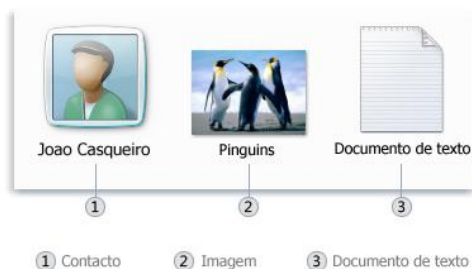 Joao Casqueiro Pinguins Documento de texto
1 2 3
1 Contacto 2 Imagem 3 Documento de texto